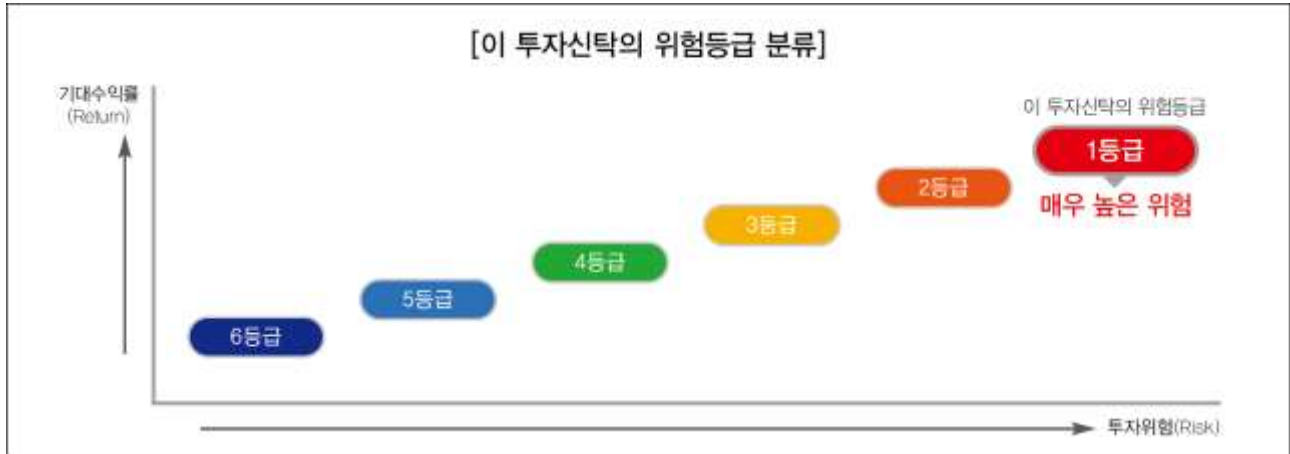 [이 투자신탁의 위험등급 분류]
기대수익률
(Return)
이 투자신탁의 위험등급
1등급
매우 높은 위험
2등급
3등급
4등급
5등급
6등급
투자위험(Risk)